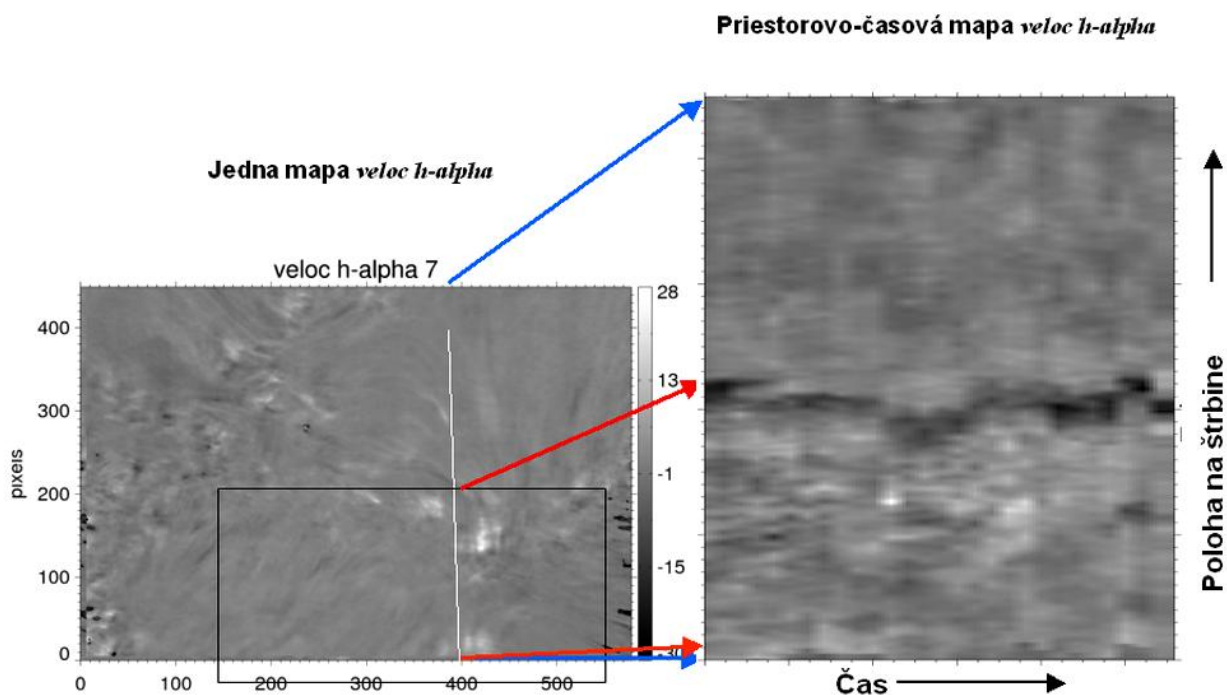 Priestorovo-časová mapa veloc h-alpha
Jedna mapa veloc h-alpha
veloc h-alpha 7
pixels
400
300
200
100
0
0 100 200 300 400 500
28
13
-1
-15
-30
Poloha na štrbine
Čas